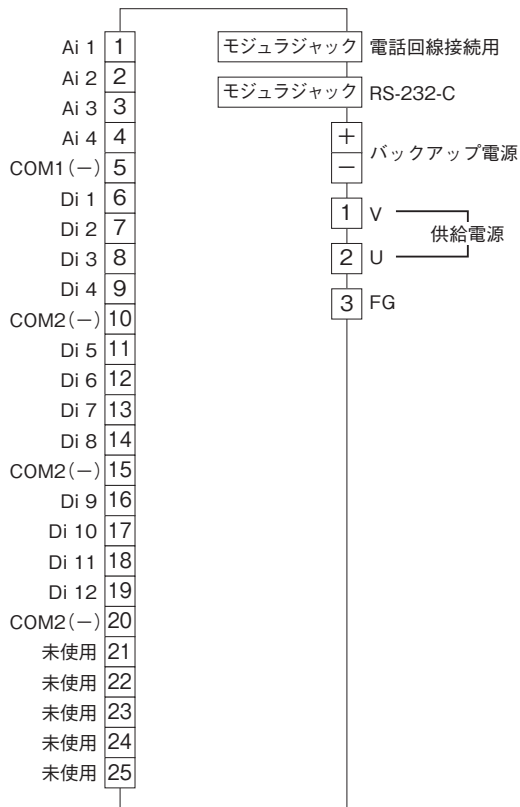 Ai 1 1
Ai 2 2
Ai 3 3
Ai 4 4
COM1(−) 5
Di 1 6
Di 2 7
Di 3 8
Di 4 9
COM2(−) 10
Di 5 11
Di 6 12
Di 7 13
Di 8 14
COM2(−) 15
Di 9 16
Di 10 17
Di 11 18
Di 12 19
COM2(−) 20
未使用 21
未使用 22
未使用 23
未使用 24
未使用 25
モジュラジャック 電話回線接続用
モジュラジャック RS-232-C
+
−
バックアップ電源
1 V
供給電源
2 U
3 FG